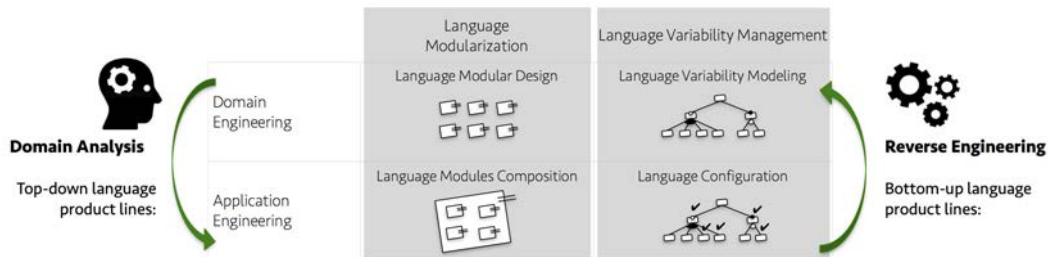 Language
Modularization
Language Variability Management
Language Modular Design
Language Variability Modeling
Domain
Engineering
Domain Analysis
Reverse Engineering
Top-down language
product lines:
Application
Engineering
Language Modules Composition
Language Configuration
Bottom-up language
product lines: